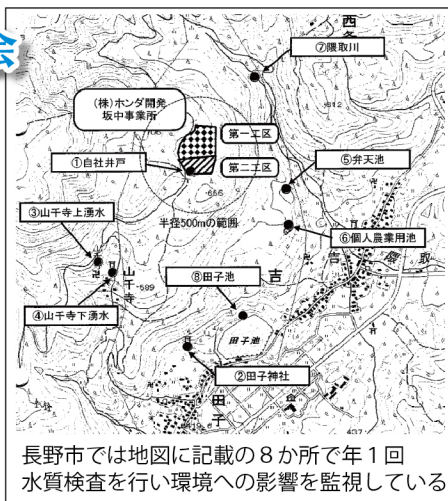 会
西条
⑦隈取川
(株)ホンダ開発
坂中事業所
第一工区
第二工区
①自社井戸
⑤弁天池
半径500mの範囲
③山千寺上湧水
⑥個人農業用池
④山千寺下湧水
山千寺
⑧田子池
吉
吉
隈取
田子池
②田子神社
田子
長野市では地図に記載の8か所で年1回
水質検査を行い環境への影響を監視している